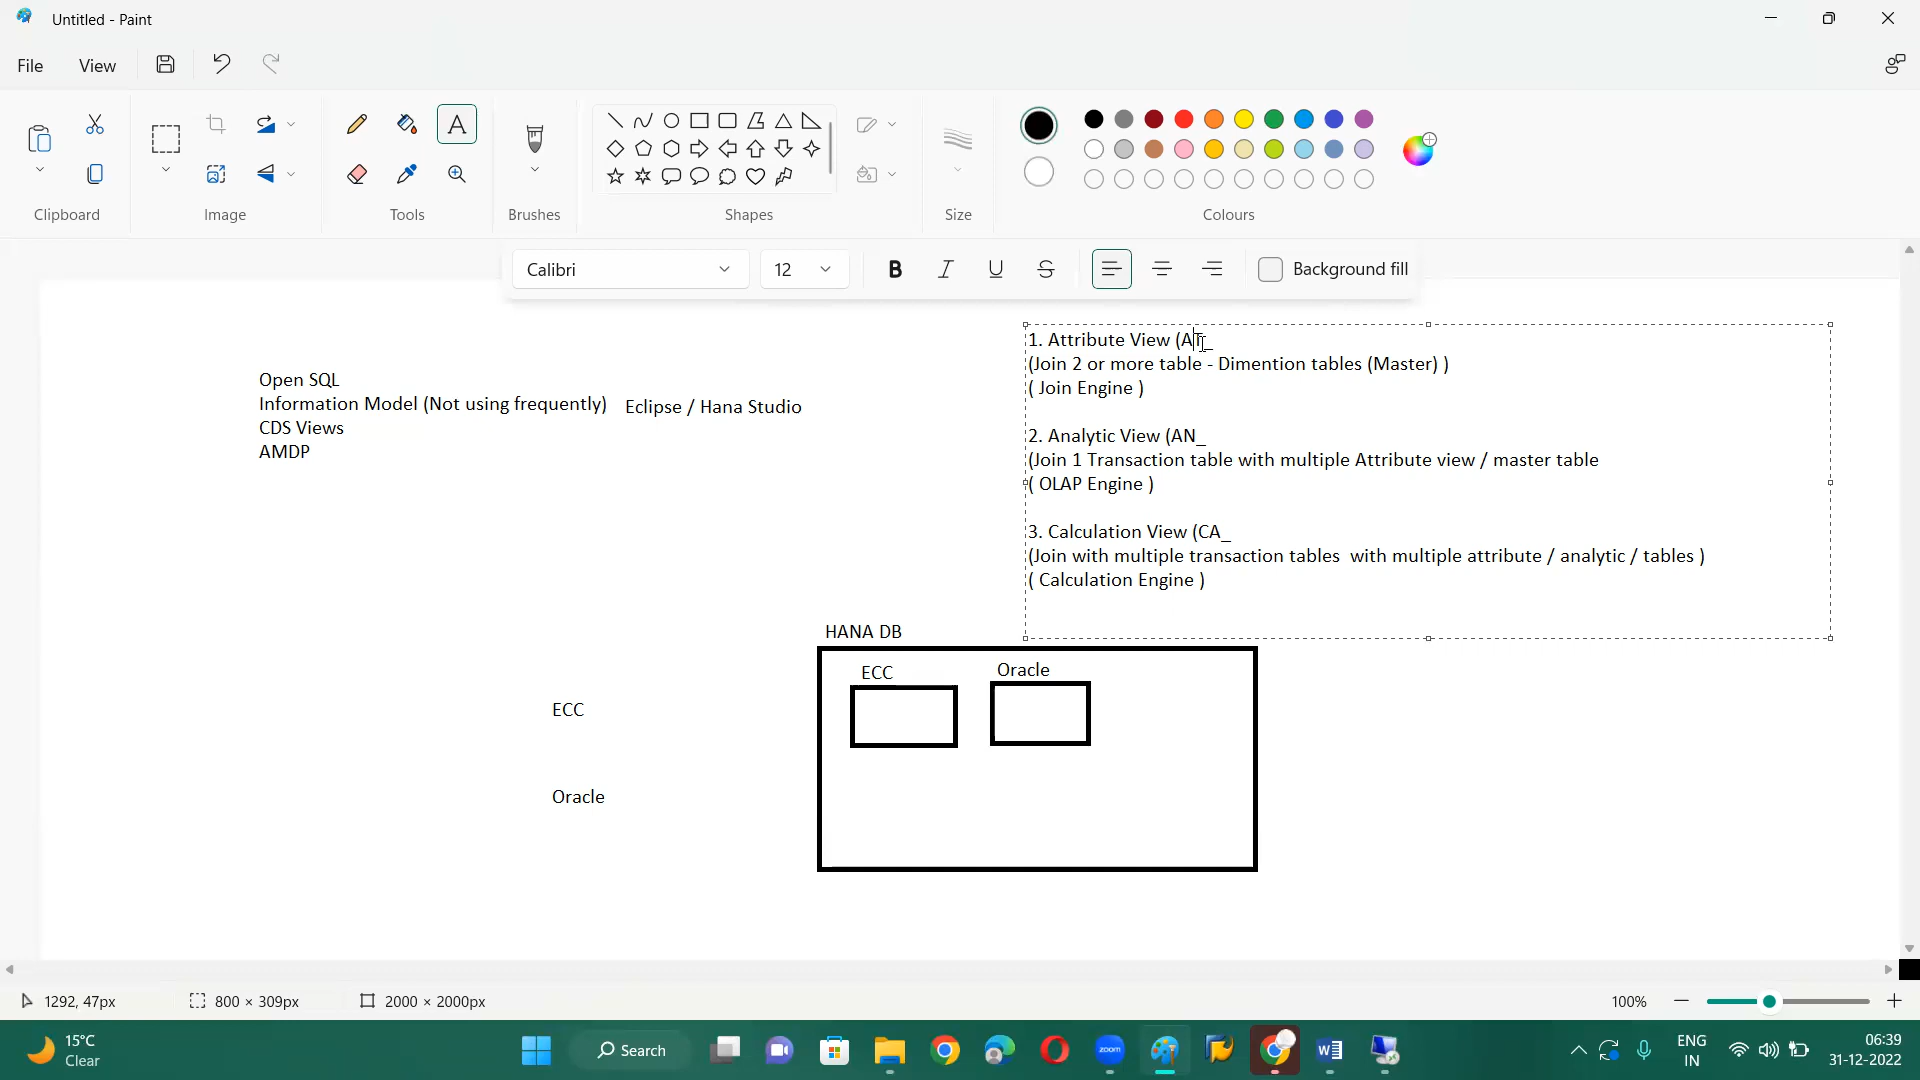 Untitled - Paint
File
View
Clipboard
Image
Tools
Brushes
Shapes
Size
Colours
Calibri
12
B
I
U
S
Background fill
Open SQL
Information Model (Not using frequently)
Eclipse / Hana Studio
CDS Views
AMDP
1. Attribute View (AT_
(Join 2 or more table - Dimention tables (Master) )
( Join Engine )
2. Analytic View (AN_
(Join 1 Transaction table with multiple Attribute view / master table
( OLAP Engine )
3. Calculation View (CA_
(Join with multiple transaction tables  with multiple attribute / analytic / tables )
( Calculation Engine )
HANA DB
ECC
Oracle
ECC
Oracle
1292, 47px
800 × 309px
2000 × 2000px
100%
15°C
Clear
Search
zoom
ENG
IN
06:39
31-12-2022